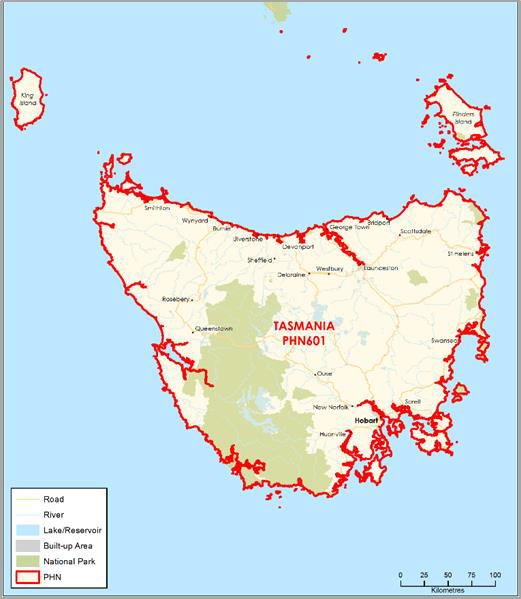 King
Island
Flinders
Island
Smithton
Wynyard
Burnie
Ulverstone
Devonport
George Town
Bridport
Scottsdale
Sheffield
Deloraine
Westbury
Launceston
St Helens
Rosebery
Queenstown
TASMANIA
PHN601
Swansea
Ouse
New Norfolk
Sorell
Hobart
Huonville
Road
River
Lake/Reservoir
Built-up Area
National Park
PHN
0 25 50 75 100
Kilometres